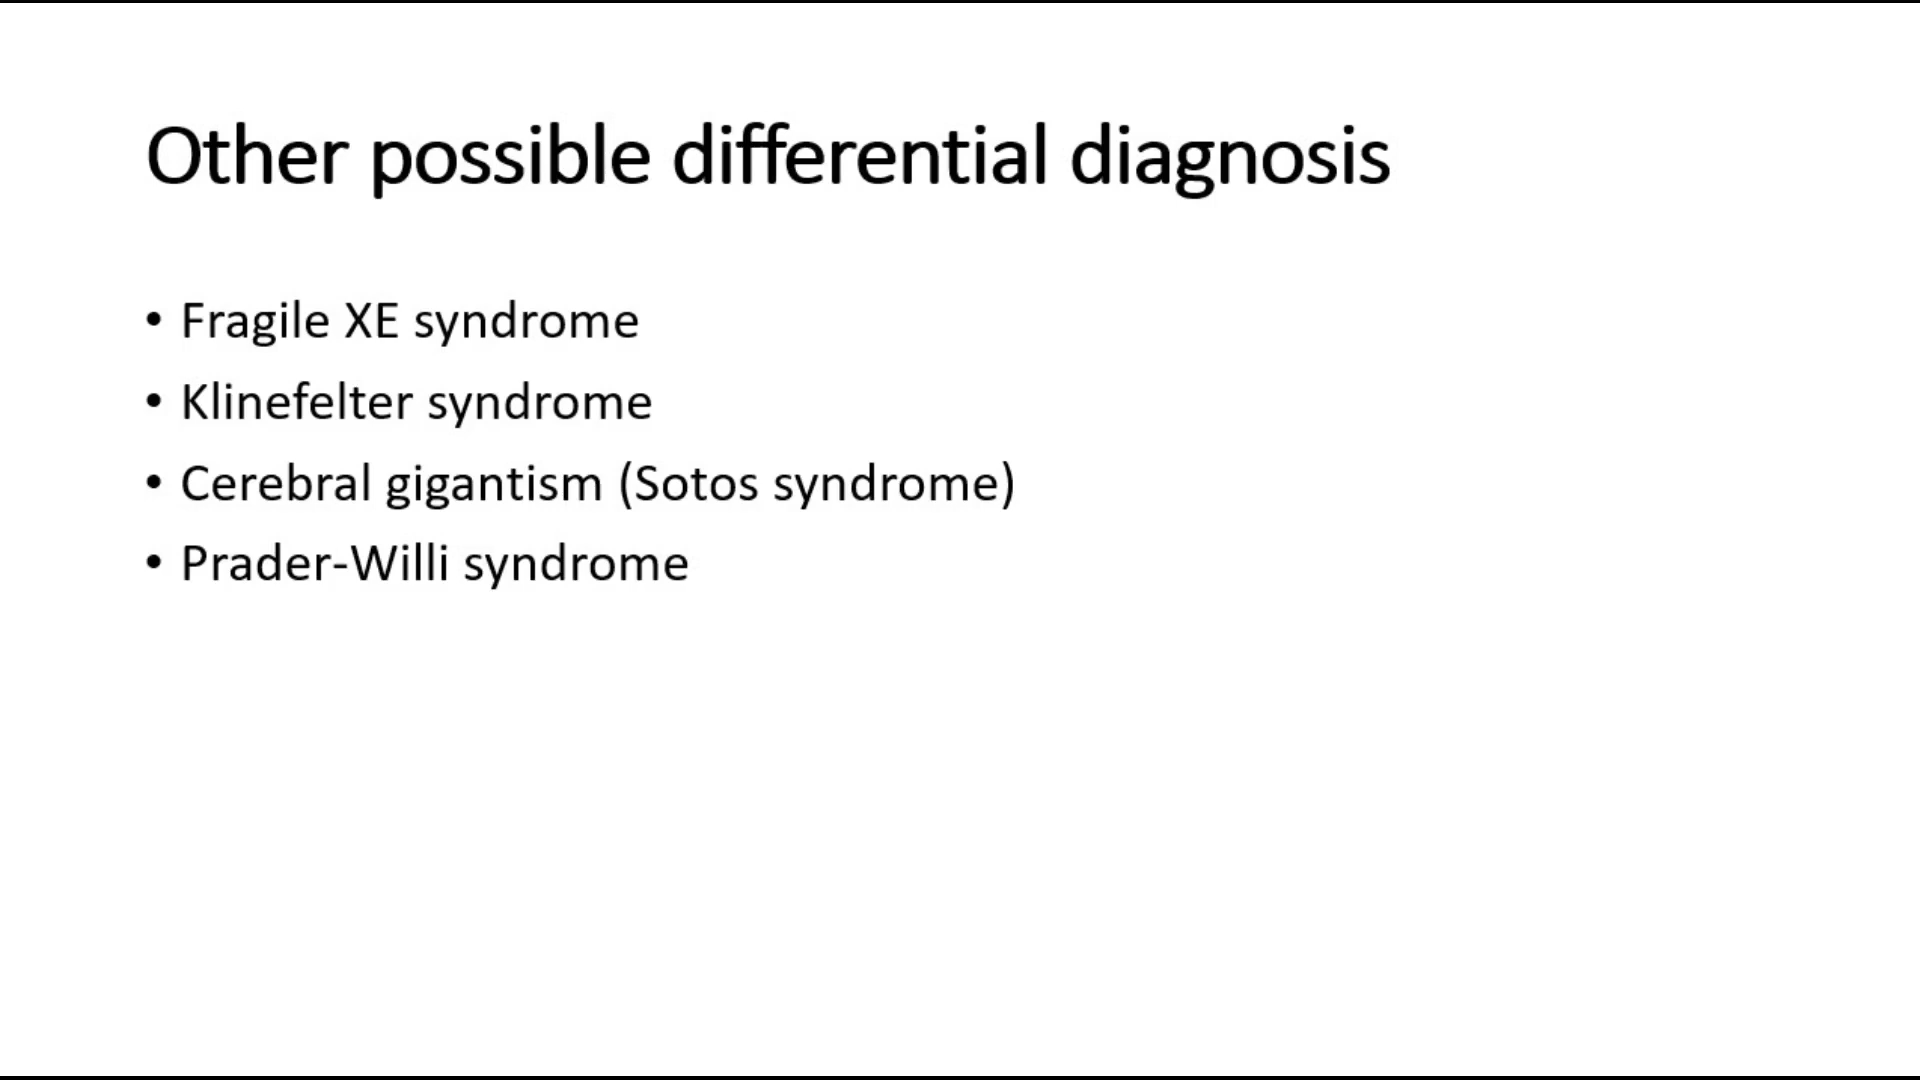 Other possible differential diagnosis
• Fragile XE syndrome
• Klinefelter syndrome
• Cerebral gigantism (Sotos syndrome)
• Prader-Willi syndrome